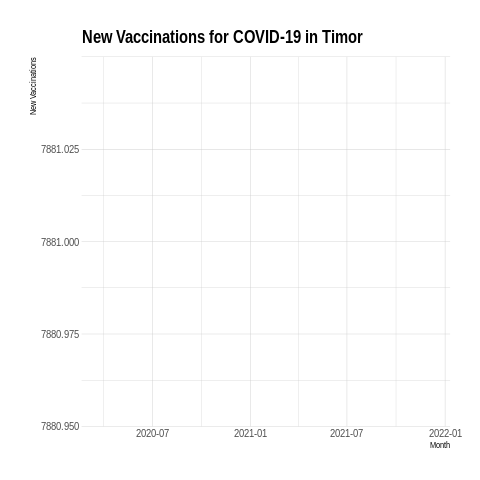 New Vaccinations for COVID-19 in Timor
New Vaccinations
7881.025
7881.000
7880.975
7880.950
2020-07 2021-01 2021-07 2022-01
Month